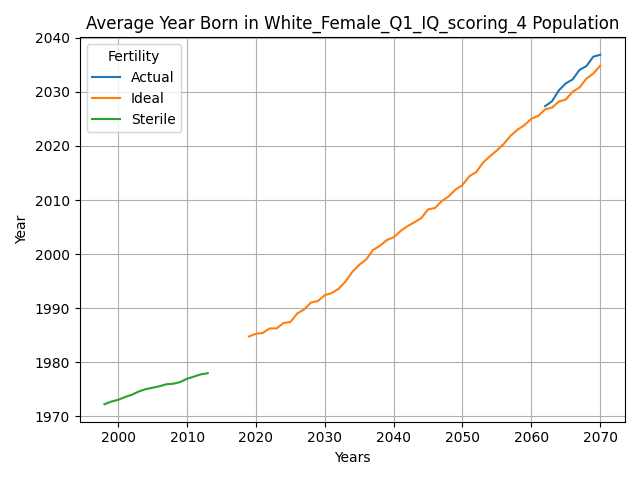 Average Year Born in White_Female_Q1_IQ_scoring_4 Population
Fertility
Actual
Ideal
Sterile
Year
2040
2030
2020
2010
2000
1990
1980
1970
2000
2010
2020
2030
2040
2050
2060
2070
Years